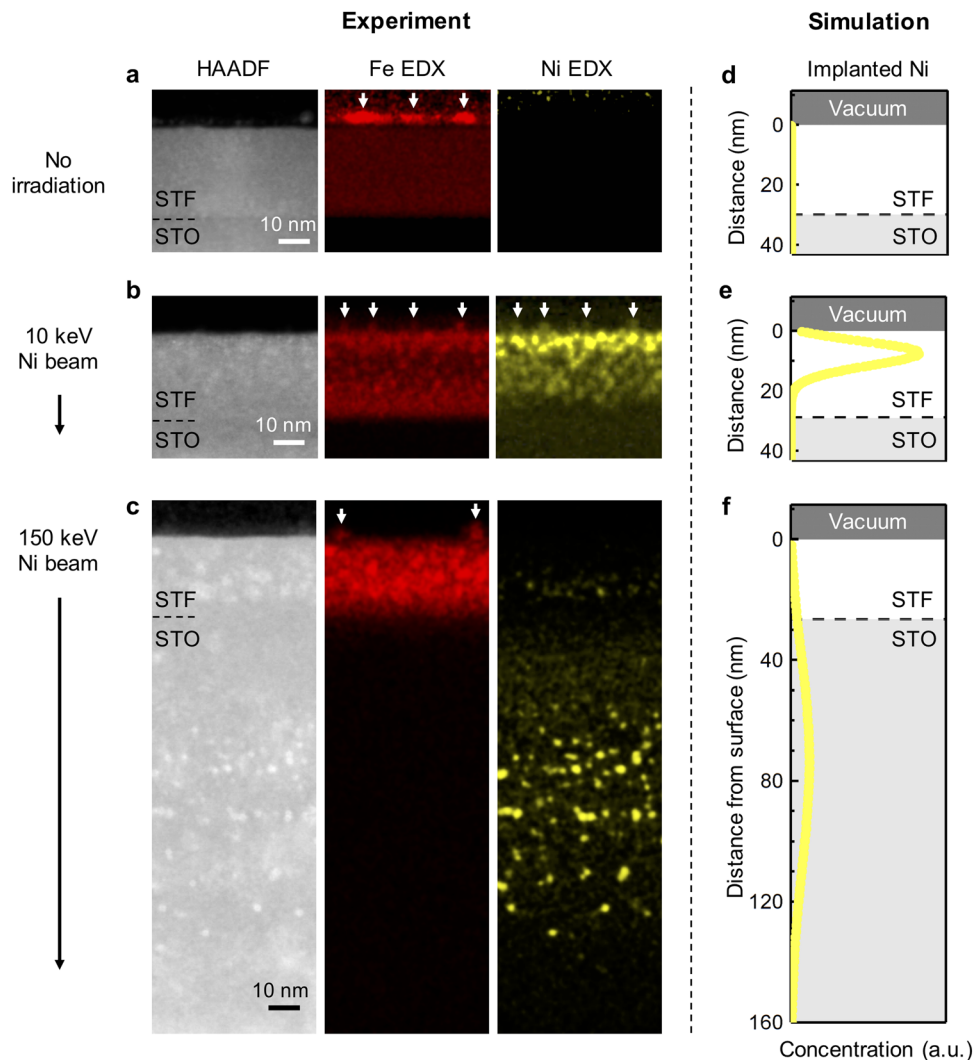 Experiment
Simulation
HAADF
Fe EDX
Ni EDX
Implanted Ni
a
No
irradiation
STF
STO
10 nm
d
Vacuum
Distance (nm)
0
20
40
STF
STO
b
10 keV
Ni beam
STF
STO
10 nm
e
Vacuum
Distance (nm)
0
20
40
STF
STO
c
150 keV
Ni beam
STF
STO
10 nm
f
Vacuum
Distance from surface (nm)
0
40
80
120
160
STF
STO
Concentration (a.u.)